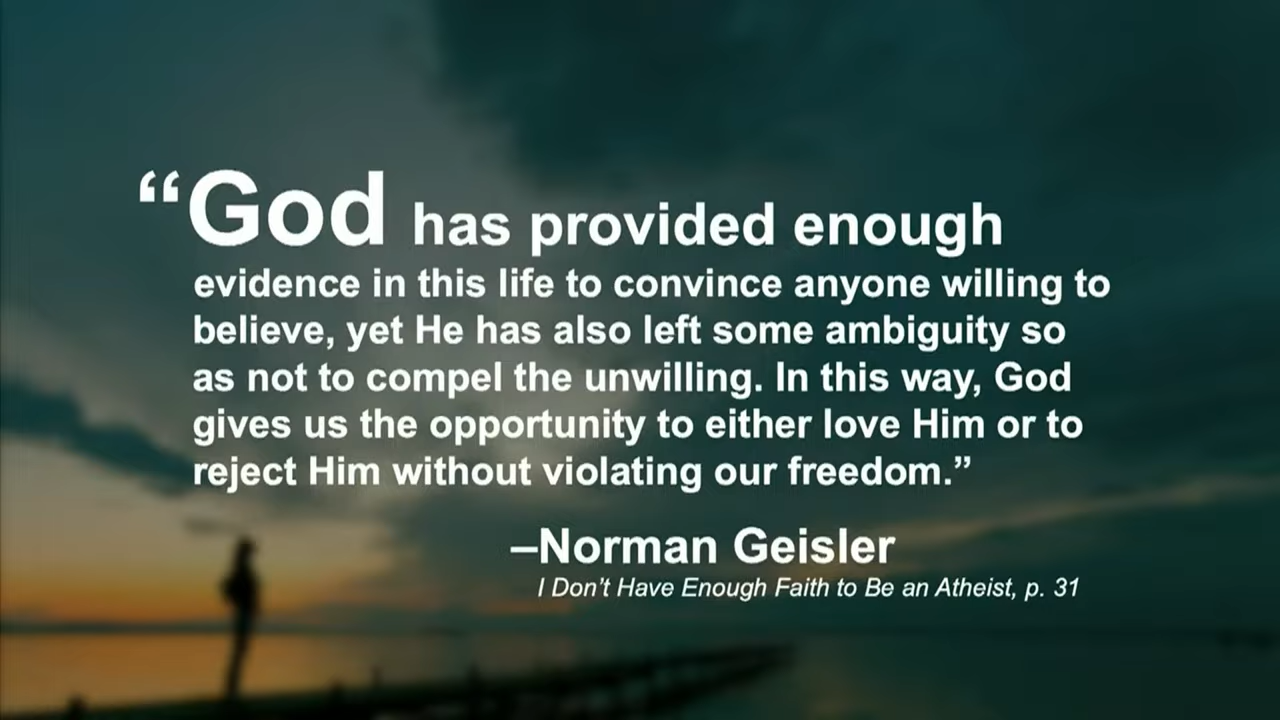 “God has provided enough
evidence in this life to convince anyone willing to
believe, yet He has also left some ambiguity so
as not to compel the unwilling. In this way, God
gives us the opportunity to either love Him or to
reject Him without violating our freedom.”
–Norman Geisler
I Don’t Have Enough Faith to Be an Atheist, p. 31